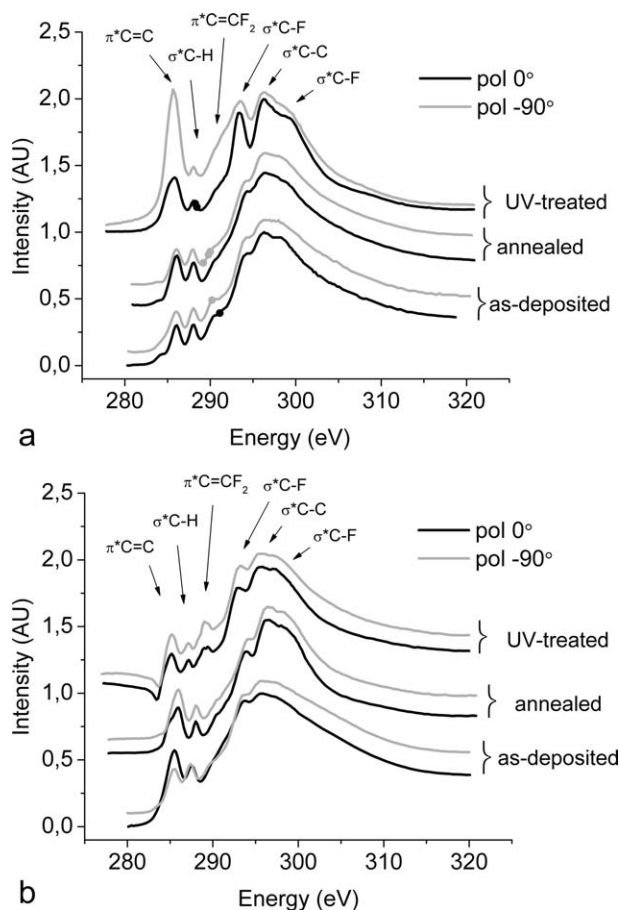 π*C=CF₂
σ*C-F
π*C=C
σ*C-H
σ*C-C
σ*C-F
pol 0°
pol -90°
2,5
2,0
1,5
1,0
0,5
0,0
Intensity (AU)
UV-treated
annealed
as-deposited
280 290 300 310 320
Energy (eV)
a
π*C=CF₂
σ*C-F
σ*C-H
σ*C-C
π*C=C
σ*C-F
pol 0°
pol -90°
2,5
2,0
1,5
1,0
0,5
0,0
Intensity (AU)
UV-treated
annealed
as-deposited
280 290 300 310 320
Energy (eV)
b